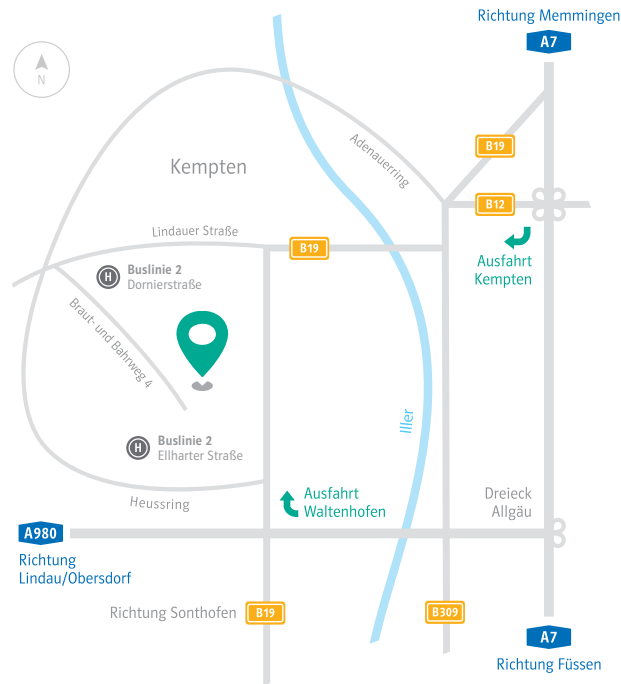 Richtung Memmingen
A7
N
B19
Adenauerring
Kempten
B12
Lindauer Straße
B19
Ausfahrt
Kempten
H
Buslinie 2
Dornierstraße
Braut- und Bahrweg 4
Iller
H
Buslinie 2
Ellharter Straße
Heussring
Ausfahrt
Waltenhofen
Dreieck
Allgäu
A980
Richtung
Lindau/Obersdorf
Richtung Sonthofen
B19
B309
A7
Richtung Füssen